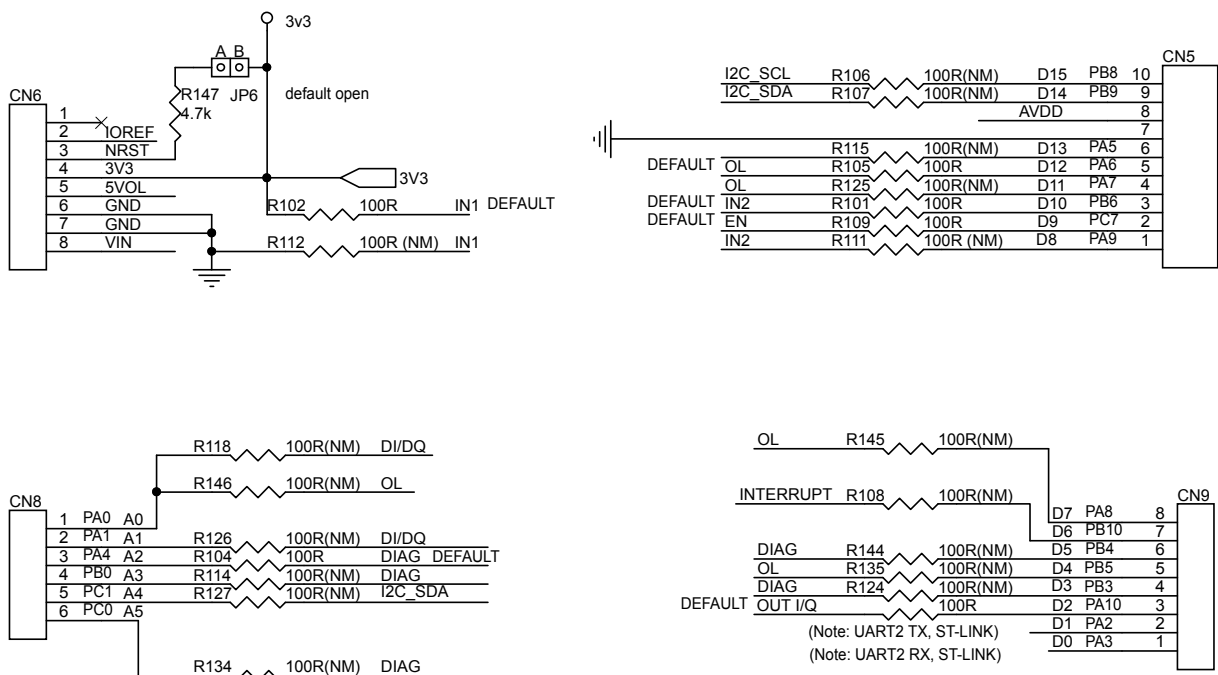 3v3
A B
R147
JP6
default open
4.7k
CN6
1
2 IOREF
3 NRST
4 3V3
3V3
5 5VOL
6 GND
R102 100R IN1 DEFAULT
7 GND
8 VIN
R112 100R (NM) IN1
CN5
I2C_SCL R106 100R(NM) D15 PB8 10
I2C_SDA R107 100R(NM) D14 PB9 9
AVDD 8
7
R115 100R(NM) D13 PA5 6
DEFAULT OL R105 100R D12 PA6 5
OL R125 100R(NM) D11 PA7 4
DEFAULT IN2 R101 100R D10 PB6 3
DEFAULT EN R109 100R D9 PC7 2
IN2 R111 100R (NM) D8 PA9 1
R118 100R(NM) DI/DQ
R146 100R(NM) OL
CN8
1 PA0 A0
2 PA1 A1 R126 100R(NM) DI/DQ
3 PA4 A2 R104 100R DIAG DEFAULT
4 PB0 A3 R114 100R(NM) DIAG
5 PC1 A4 R127 100R(NM) I2C_SDA
6 PC0 A5
R134 100R(NM) DIAG
OL R145 100R(NM)
INTERRUPT R108 100R(NM)
CN9
D7 PA8 8
D6 PB10 7
DIAG R144 100R(NM) D5 PB4 6
OL R135 100R(NM) D4 PB5 5
DIAG R124 100R(NM) D3 PB3 4
DEFAULT OUT I/Q 100R D2 PA10 3
(Note: UART2 TX, ST-LINK) D1 PA2 2
(Note: UART2 RX, ST-LINK) D0 PA3 1